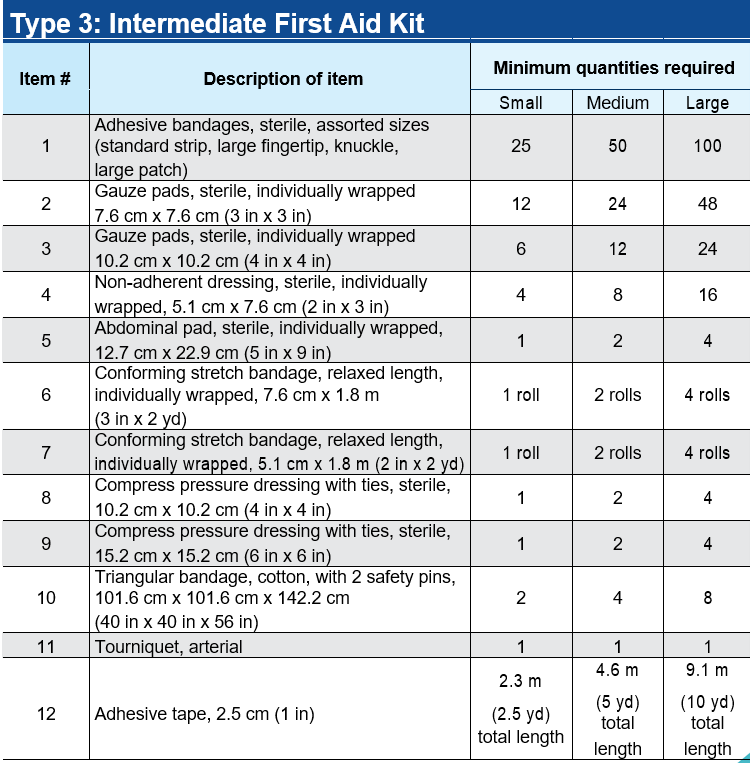 Type 3: Intermediate First Aid Kit
Item # Description of item Minimum quantities required
Small Medium Large
1 Adhesive bandages, sterile, assorted sizes
(standard strip, large fingertip, knuckle,
large patch) 25 50 100
2 Gauze pads, sterile, individually wrapped
7.6 cm x 7.6 cm (3 in x 3 in) 12 24 48
3 Gauze pads, sterile, individually wrapped
10.2 cm x 10.2 cm (4 in x 4 in) 6 12 24
4 Non-adherent dressing, sterile, individually
wrapped, 5.1 cm x 7.6 cm (2 in x 3 in) 4 8 16
5 Abdominal pad, sterile, individually wrapped,
12.7 cm x 22.9 cm (5 in x 9 in) 1 2 4
6 Conforming stretch bandage, relaxed length,
individually wrapped, 7.6 cm x 1.8 m
(3 in x 2 yd) 1 roll 2 rolls 4 rolls
7 Conforming stretch bandage, relaxed length,
individually wrapped, 5.1 cm x 1.8 m (2 in x 2 yd) 1 roll 2 rolls 4 rolls
8 Compress pressure dressing with ties, sterile,
10.2 cm x 10.2 cm (4 in x 4 in) 1 2 4
9 Compress pressure dressing with ties, sterile,
15.2 cm x 15.2 cm (6 in x 6 in) 1 2 4
10 Triangular bandage, cotton, with 2 safety pins,
101.6 cm x 101.6 cm x 142.2 cm
(40 in x 40 in x 56 in) 2 4 8
11 Tourniquet, arterial 1 1 1
12 Adhesive tape, 2.5 cm (1 in)
2.3 m
(2.5 yd)
total length
4.6 m
(5 yd)
total
length
9.1 m
(10 yd)
total
length